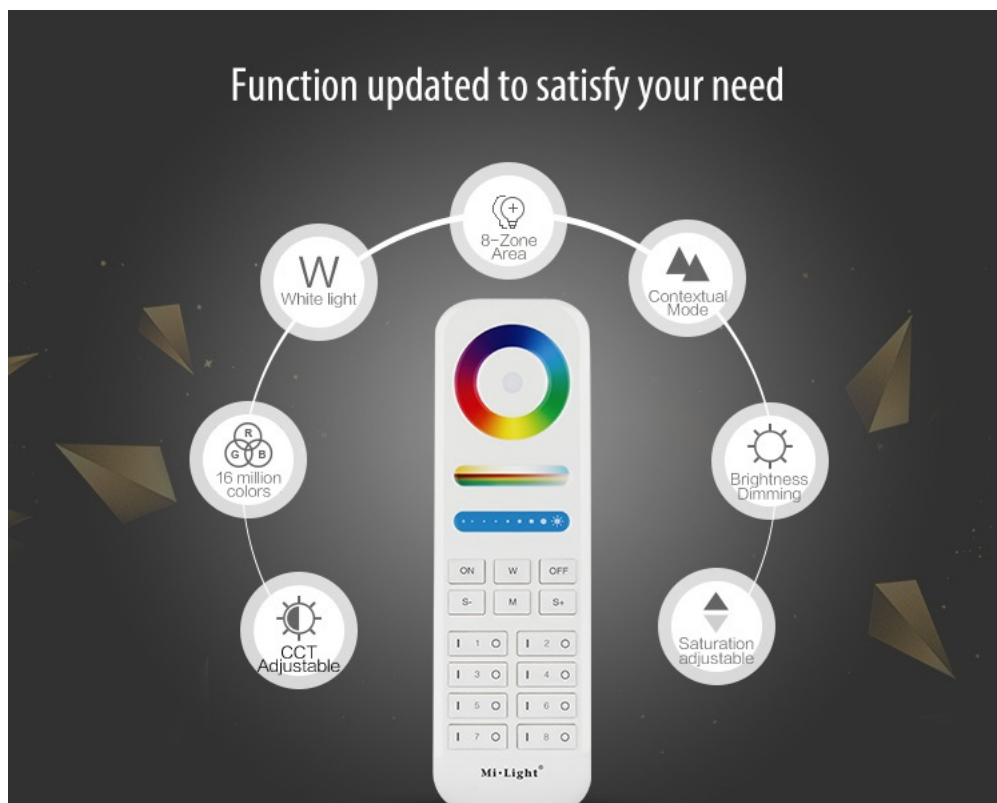 Function updated to satisfy your need
8-Zone
Area
W
White light
Contextual
Mode
R
G B
16 million
colors
Brightness
Dimming
CCT
Adjustable
Saturation
adjustable
ON W OFF
S- M S+
I 1 O I 2 O
I 3 O I 4 O
I 5 O I 6 O
I 7 O I 8 O
Mi·Light®